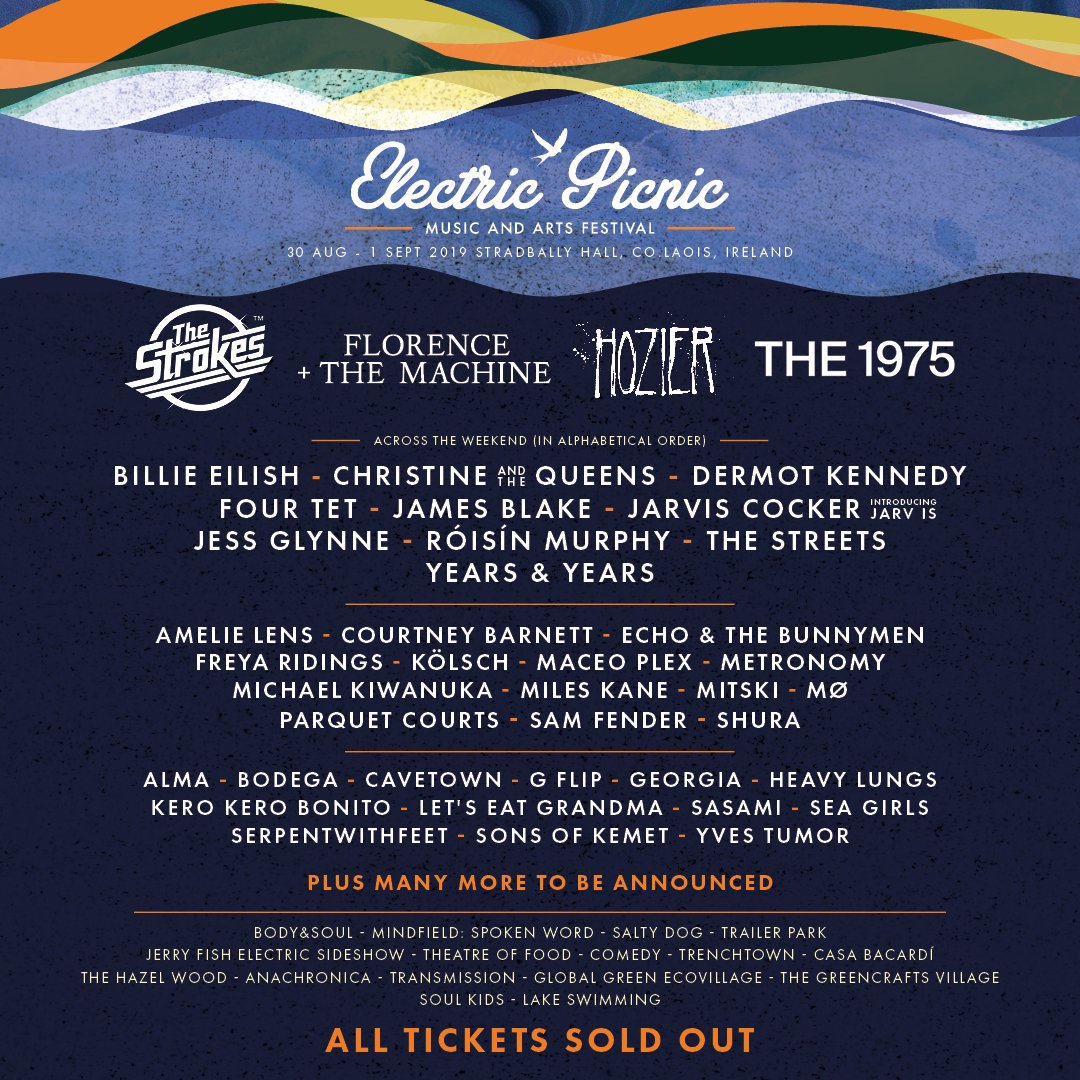 Electric Picnic
MUSIC AND ARTS FESTIVAL
30 AUG - 1 SEPT 2019 STRADBALLY HALL, CO.LAOIS, IRELAND
The Strokes™
FLORENCE + THE MACHINE
HOZIER
THE 1975
ACROSS THE WEEKEND (IN ALPHABETICAL ORDER)
BILLIE EILISH - CHRISTINE AND THE QUEENS - DERMOT KENNEDY
FOUR TET - JAMES BLAKE - JARVIS COCKER INTRODUCING JARV IS
JESS GLYNNE - RÓISÍN MURPHY - THE STREETS
YEARS & YEARS
AMELIE LENS - COURTNEY BARNETT - ECHO & THE BUNNYMEN
FREYA RIDINGS - KÖLSCH - MACEO PLEX - METRONOMY
MICHAEL KIWANUKA - MILES KANE - MITSKI - MØ
PARQUET COURTS - SAM FENDER - SHURA
ALMA - BODEGA - CAVETOWN - G FLIP - GEORGIA - HEAVY LUNGS
KERO KERO BONITO - LET'S EAT GRANDMA - SASAMI - SEA GIRLS
SERPENTWITHFEET - SONS OF KEMET - YVES TUMOR
PLUS MANY MORE TO BE ANNOUNCED
BODY&SOUL - MINDFIELD: SPOKEN WORD - SALTY DOG - TRAILER PARK
JERRY FISH ELECTRIC SIDESHOW - THEATRE OF FOOD - COMEDY - TRENCHTOWN - CASA BACARDÍ
THE HAZEL WOOD - ANACHRONICA - TRANSMISSION - GLOBAL GREEN ECOVILLAGE - THE GREENCRAFTS VILLAGE
SOUL KIDS - LAKE SWIMMING
ALL TICKETS SOLD OUT